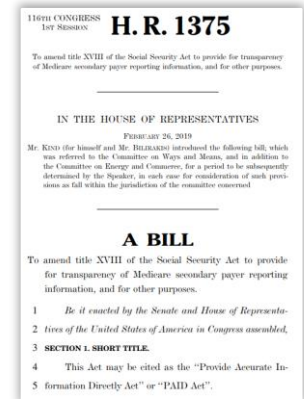 116TH CONGRESS
1ST SESSION
H. R. 1375
To amend title XVIII of the Social Security Act to provide for transparency
of Medicare secondary payer reporting information, and for other purposes.
IN THE HOUSE OF REPRESENTATIVES
FEBRUARY 26, 2019
Mr. KIND (for himself and Mr. BILIRAKIS) introduced the following bill; which
was referred to the Committee on Ways and Means, and in addition to
the Committee on Energy and Commerce, for a period to be subsequently
determined by the Speaker, in each case for consideration of such provi-
sions as fall within the jurisdiction of the committee concerned
A BILL
To amend title XVIII of the Social Security Act to provide
for transparency of Medicare secondary payer reporting
information, and for other purposes.
1 Be it enacted by the Senate and House of Representa-
2 tives of the United States of America in Congress assembled,
3 SECTION 1. SHORT TITLE.
4 This Act may be cited as the “Provide Accurate In-
5 formation Directly Act” or “PAID Act”.